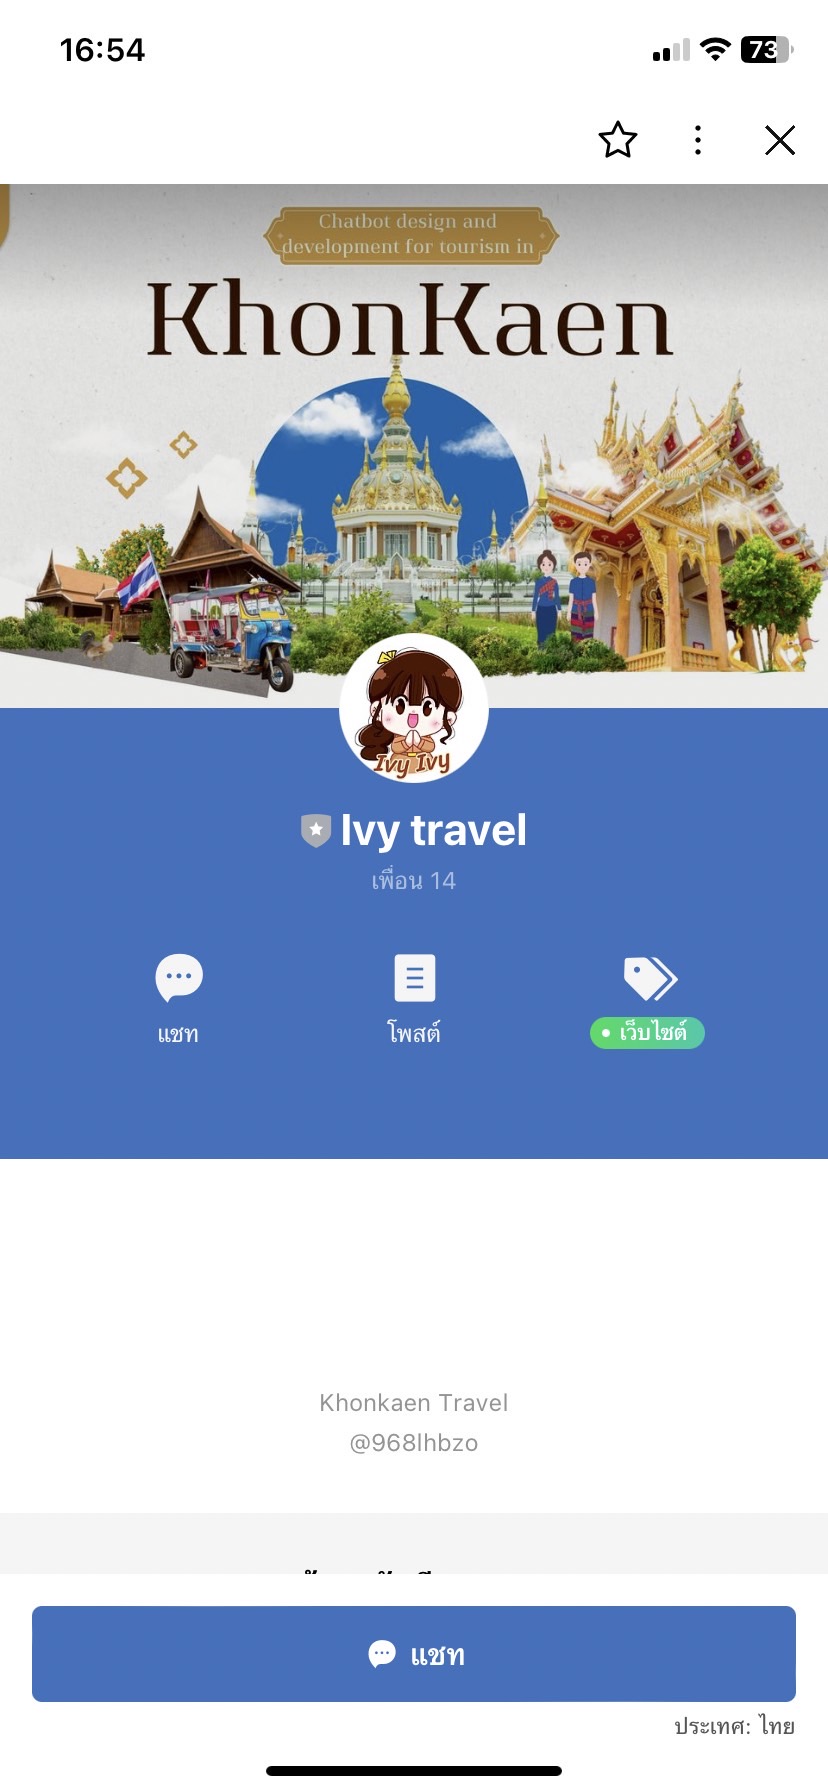 16:54
73
Chatbot design and
development for tourism in
KhonKaen
Ivy Ivy
Ivy travel
เพื่อน 14
แชท
โพสต์
เว็บไซต์
Khonkaen Travel
@968lhbzo
แชท
ประเทศ: ไทย